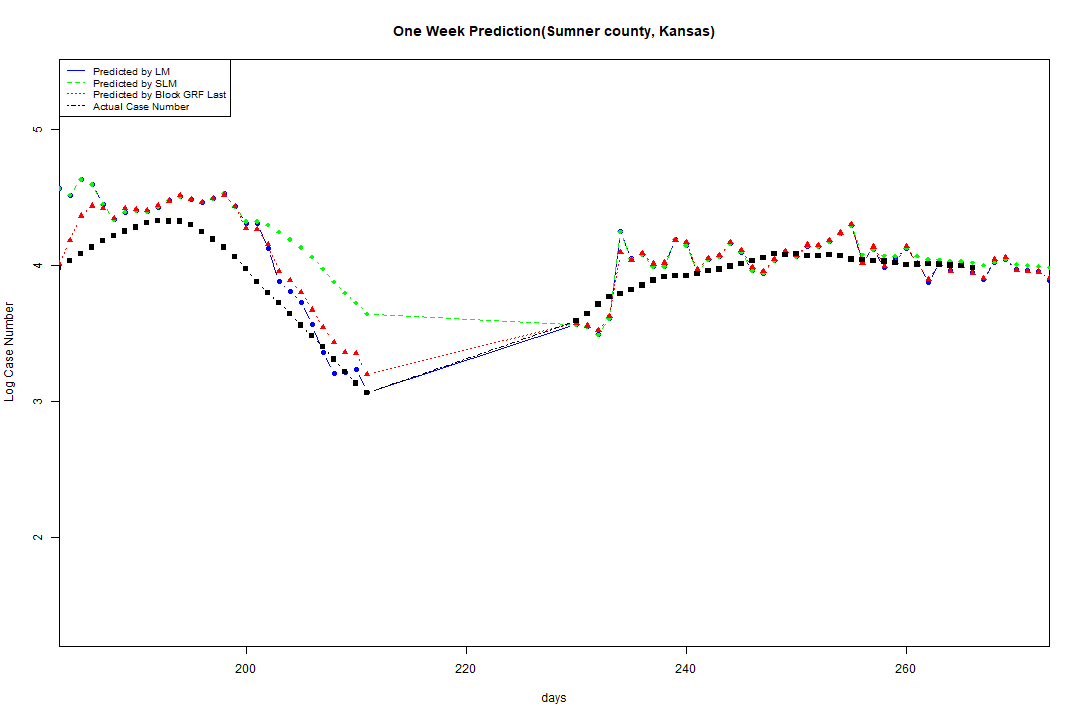 One Week Prediction(Sumner county, Kansas)
Predicted by LM
Predicted by SLM
Predicted by Block GRF Last
Actual Case Number
5
4
3
2
Log Case Number
200
220
240
260
days